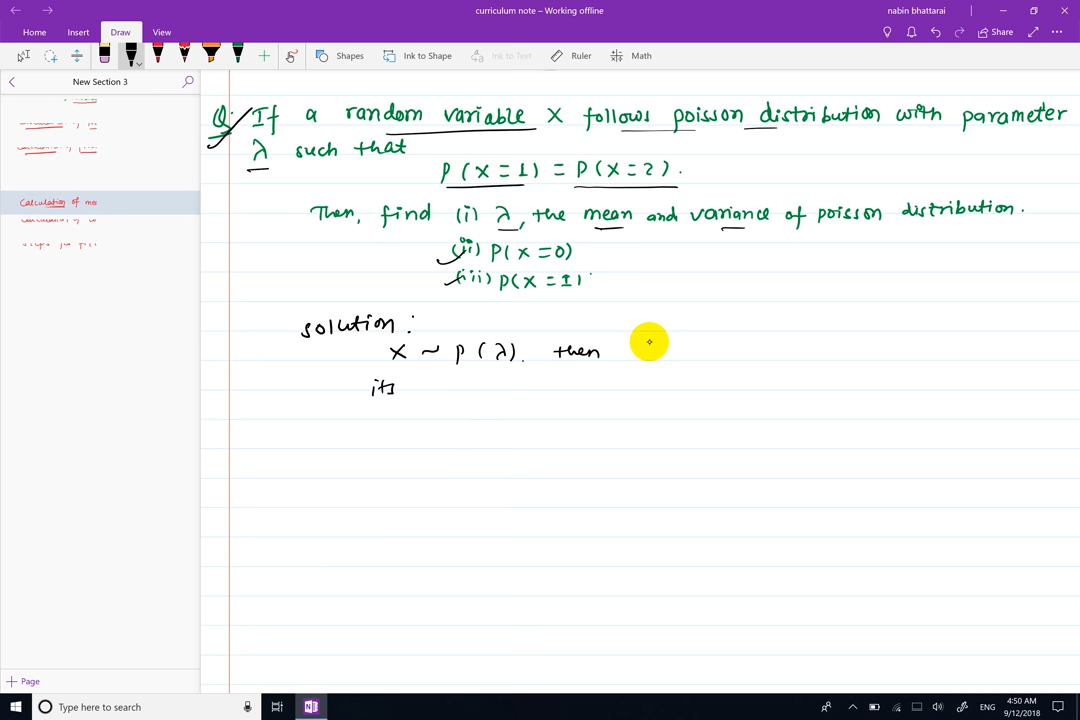 curriculum note – Working offline
nabin bhattarai
Home Insert Draw View
Share
Shapes Ink to Shape Ink to Text Ruler Math
New Section 3
Calculation of me
Q. If a random variable X follows poisson distribution with parameter
λ such that
P(X=1) = P(X=2).
Then, find (i) λ, the mean and variance of poisson distribution.
(ii) P(X=0)
(iii) P(X=1)
solution:
X ~ P(λ). then
its
+ Page
Type here to search
ENG
4:50 AM
9/12/2018